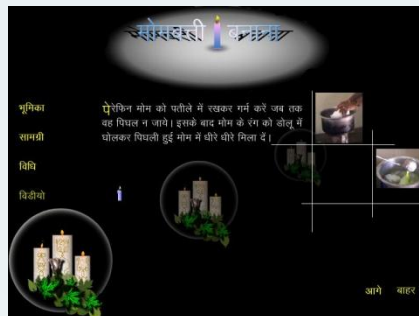 मोमबत्ती बनाना
भूमिका
सामग्री
विधि
विडीयो
पेरेफिन मोम को पतीले में रखकर गर्म करें जब तक
वह पिघल न जाये। इसके बाद मोम के रंग को डोलू में
घोलकर पिघली हुई मोम में धीरे धीरे मिला दें।
आगे बाहर